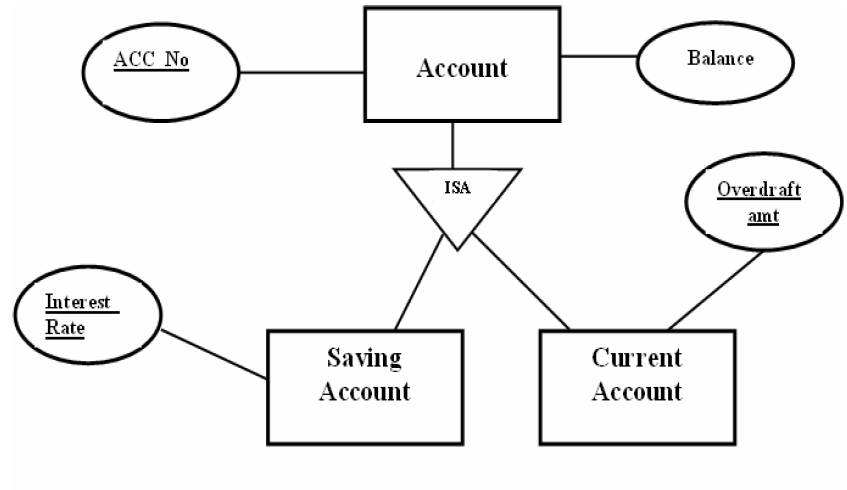 ACC_No
Account
Balance
ISA
Overdraft
amt
Interest
Rate
Saving
Account
Current
Account